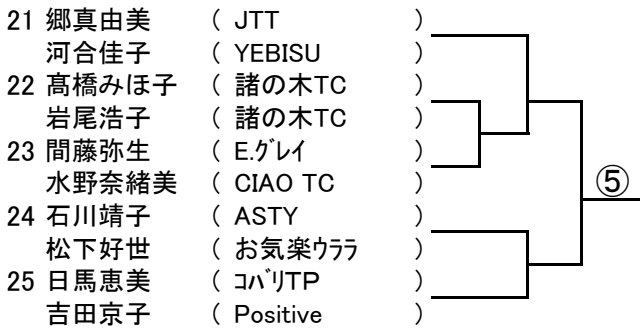 21 郷真由美 ( JTT )
河合佳子 ( YEBISU )
22 髙橋みほ子 ( 諸の木TC )
岩尾浩子 ( 諸の木TC )
23 間藤弥生 ( E.グレイ )
水野奈緒美 ( CIAO TC )
⑤
24 石川靖子 ( ASTY )
松下好世 ( お気楽ウララ )
25 日馬恵美 ( コバリTP )
吉田京子 ( Positive )